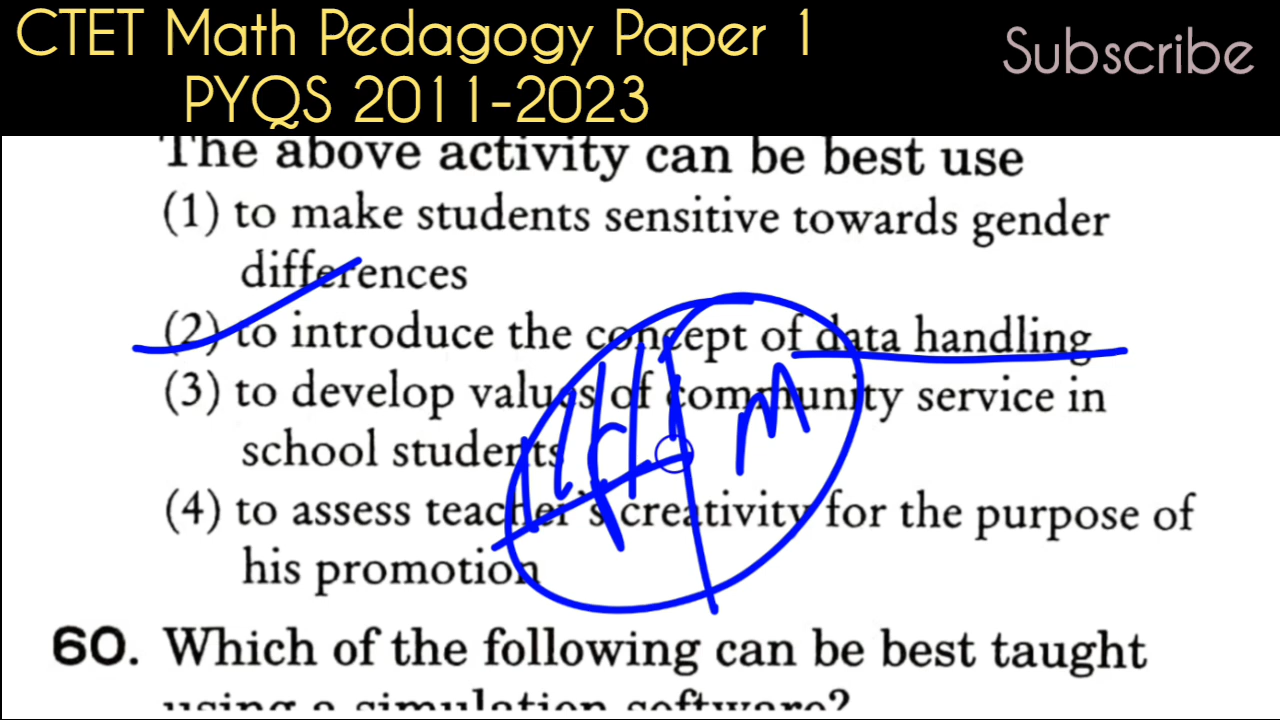 CTET Math Pedagogy Paper 1
PYQS 2011-2023
Subscribe
The above activity can be best use
(1) to make students sensitive towards gender
differences
(2) to introduce the concept of data handling
(3) to develop values of community service in
school students
(4) to assess teacher's creativity for the purpose of
his promotion
60. Which of the following can be best taught
using a simulation software?